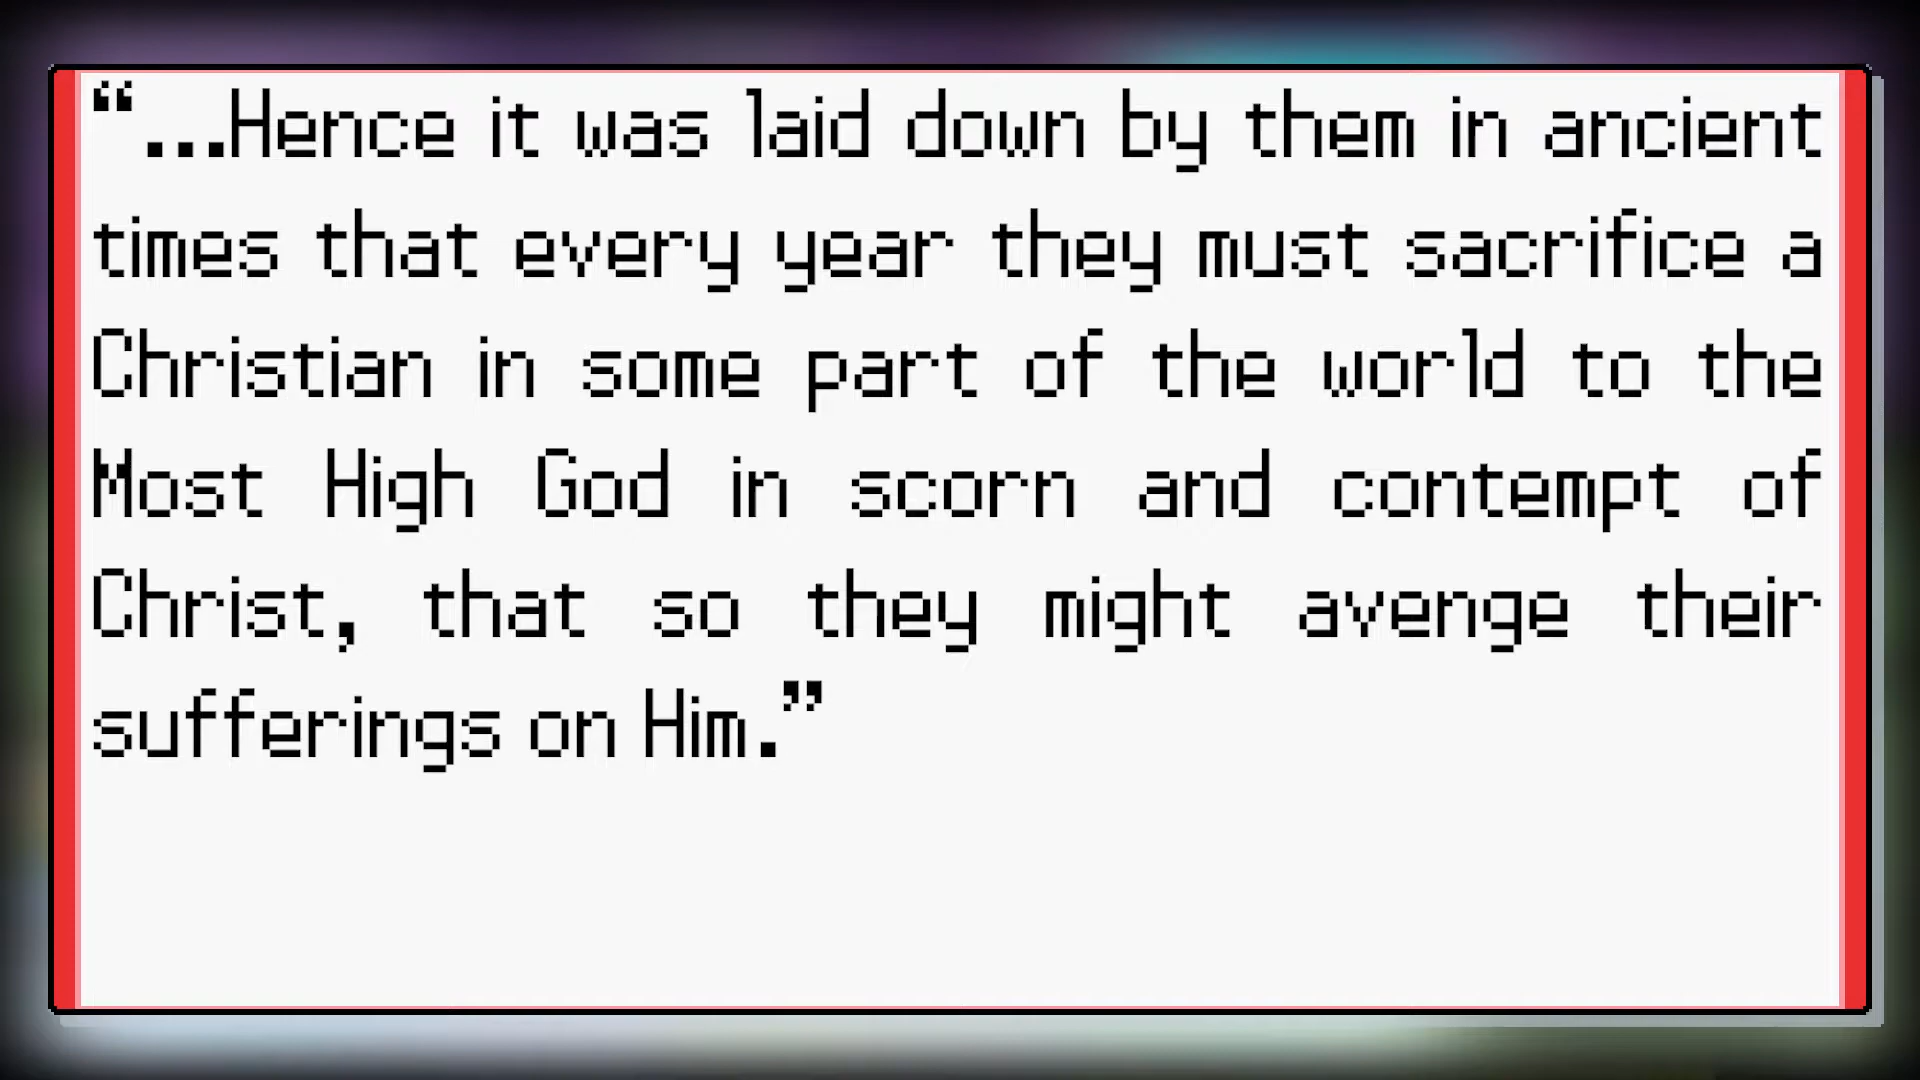 “...Hence it was laid down by them in ancient
times that every year they must sacrifice a
Christian in some part of the world to the
Most High God in scorn and contempt of
Christ, that so they might avenge their
sufferings on Him.”